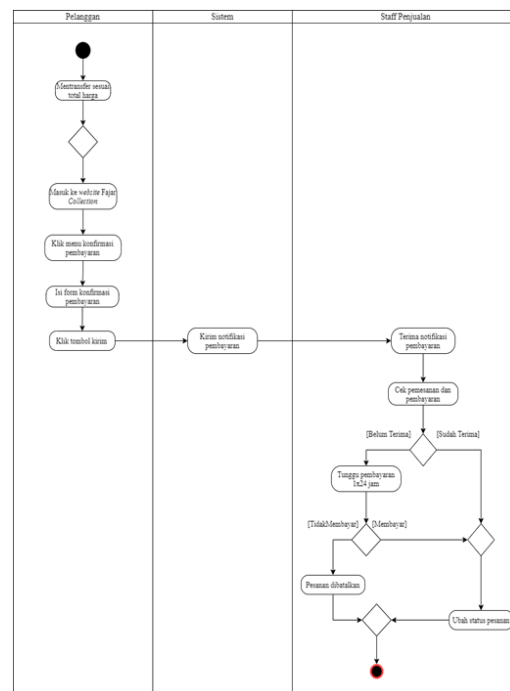 Pelanggan
Sistem
Staff Penjualan
Mentransfer sesuai
total harga
Masuk ke website Fajar
Collection
Klik menu konfirmasi
pembayaran
Isi form konfirmasi
pembayaran
Klik tombol kirim
Kirim notifikasi
pembayaran
Terima notifikasi
pembayaran
Cek pemesanan dan
pembayaran
[Belum Terima]
[Sudah Terima]
Tunggu pembayaran
1x24 jam
[TidakMembayar]
[Membayar]
Pesanan dibatalkan
Ubah status pesanan